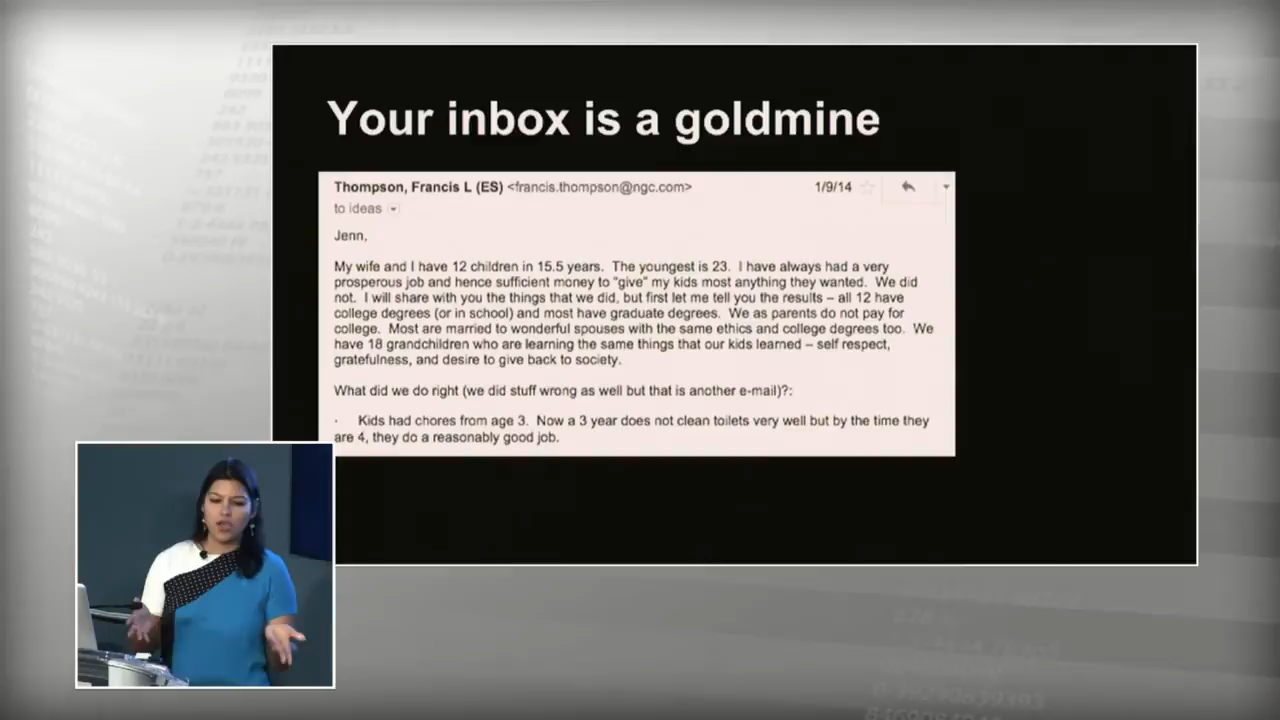 Your inbox is a goldmine
Thompson, Francis L (ES) <francis.thompson@ngc.com> 1/9/14
to ideas
Jenn,
My wife and I have 12 children in 15.5 years. The youngest is 23. I have always had a very
prosperous job and hence sufficient money to “give” my kids most anything they wanted. We did
not. I will share with you the things that we did, but first let me tell you the results – all 12 have
college degrees (or in school) and most have graduate degrees. We as parents do not pay for
college. Most are married to wonderful spouses with the same ethics and college degrees too. We
have 18 grandchildren who are learning the same things that our kids learned – self respect,
gratefulness, and desire to give back to society.
What did we do right (we did stuff wrong as well but that is another e-mail)?:
· Kids had chores from age 3. Now a 3 year does not clean toilets very well but by the time they
are 4, they do a reasonably good job.